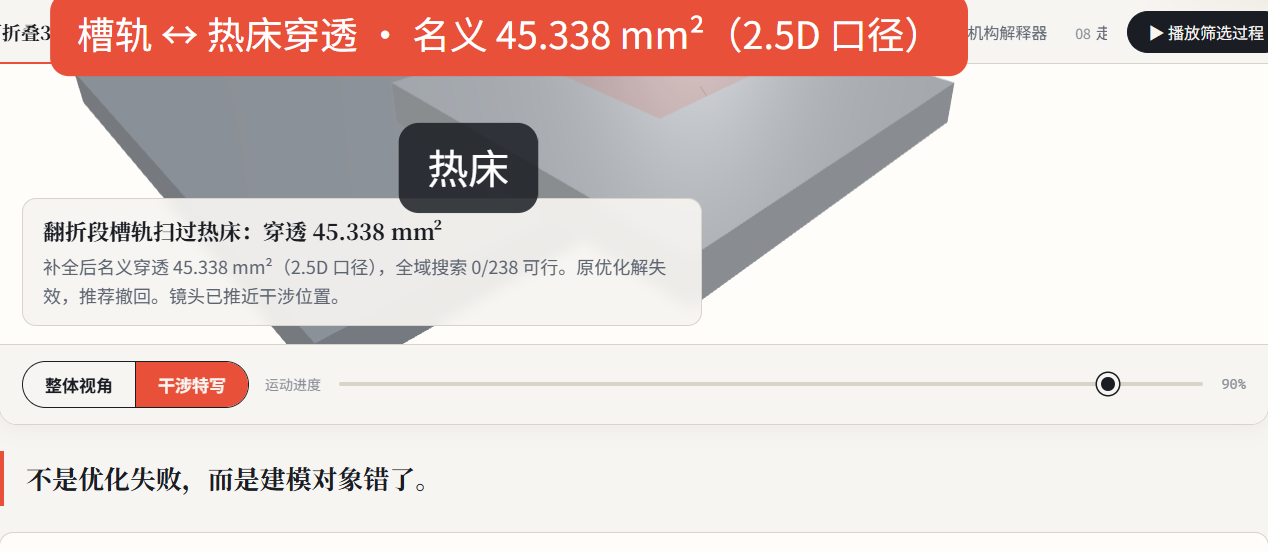 折叠3
槽轨 ↔ 热床穿透 · 名义 45.338 mm²（2.5D 口径）
机构解释器
08
▶ 播放筛选过程
热床
翻折段槽轨扫过热床：穿透 45.338 mm²
补全后名义穿透 45.338 mm²（2.5D 口径），全域搜索 0/238 可行。原优化解失
效，推荐撤回。镜头已推近干涉位置。
整体视角
干涉特写
运动进度
90%
不是优化失败，而是建模对象错了。